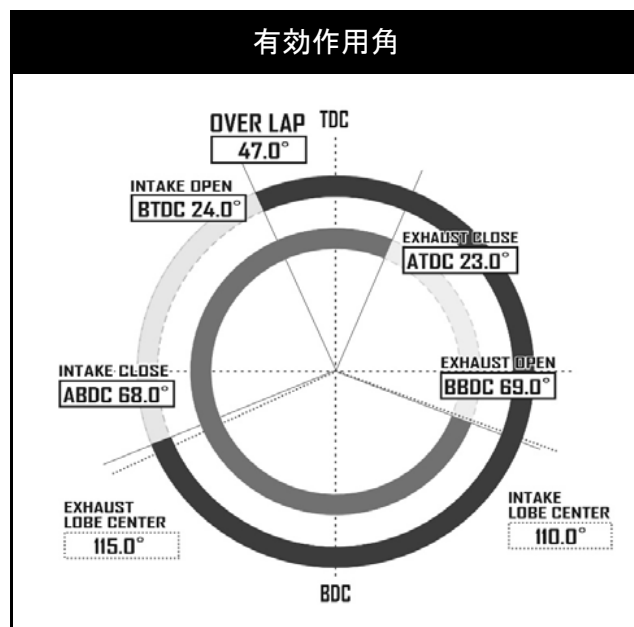 有効作用角
OVER LAP
47.0°
TDC
INTAKE OPEN
BTDC 24.0°
EXHAUST CLOSE
ATDC 23.0°
INTAKE CLOSE
ABDC 68.0°
EXHAUST OPEN
BBDC 69.0°
EXHAUST
LOBE CENTER
115.0°
INTAKE
LOBE CENTER
110.0°
BDC